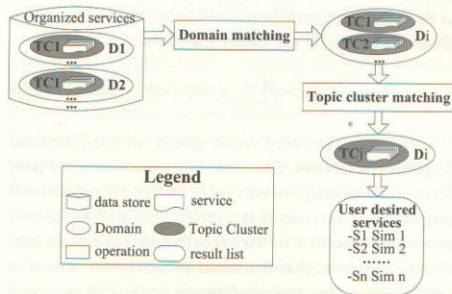 Organized services
TC1
D1
...
TC1
D2
...
...
Domain matching
TC1
TC2
Di
...
...
Topic cluster matching
TCj
Di
Legend
data store
service
Domain
Topic Cluster
operation
result list
User desired
services
-S1 Sim 1
-S2 Sim 2
......
-Sn Sim n